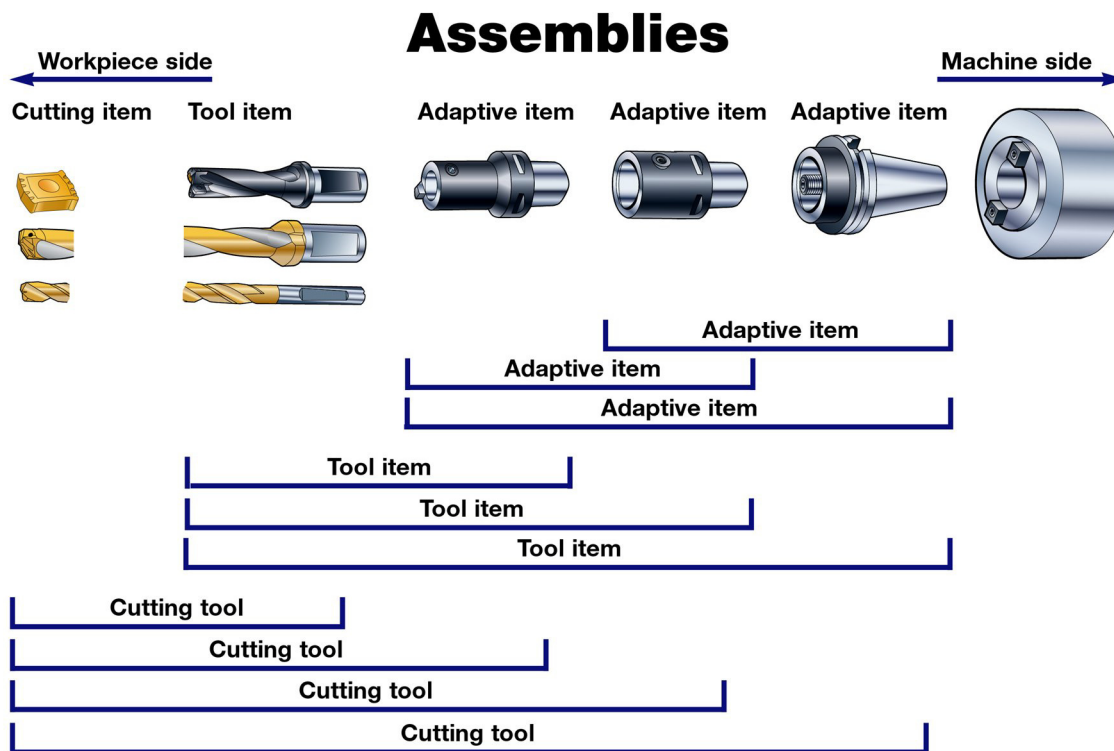 Assemblies
Workpiece side
Machine side
Cutting item
Tool item
Adaptive item
Adaptive item
Adaptive item
Adaptive item
Adaptive item
Adaptive item
Tool item
Tool item
Tool item
Cutting tool
Cutting tool
Cutting tool
Cutting tool